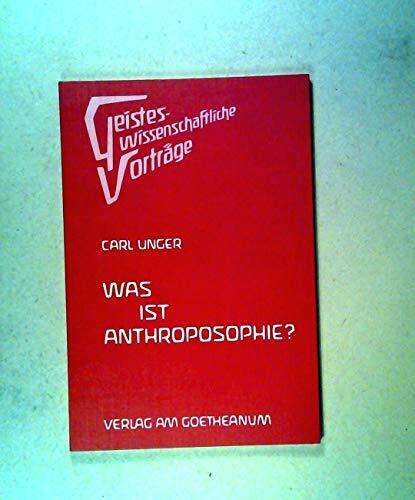 Geistes-
wissenschaftliche
Vorträge
CARL UNGER
WAS
IST
ANTHROPOSOPHIE?
VERLAG AM GOETHEANUM